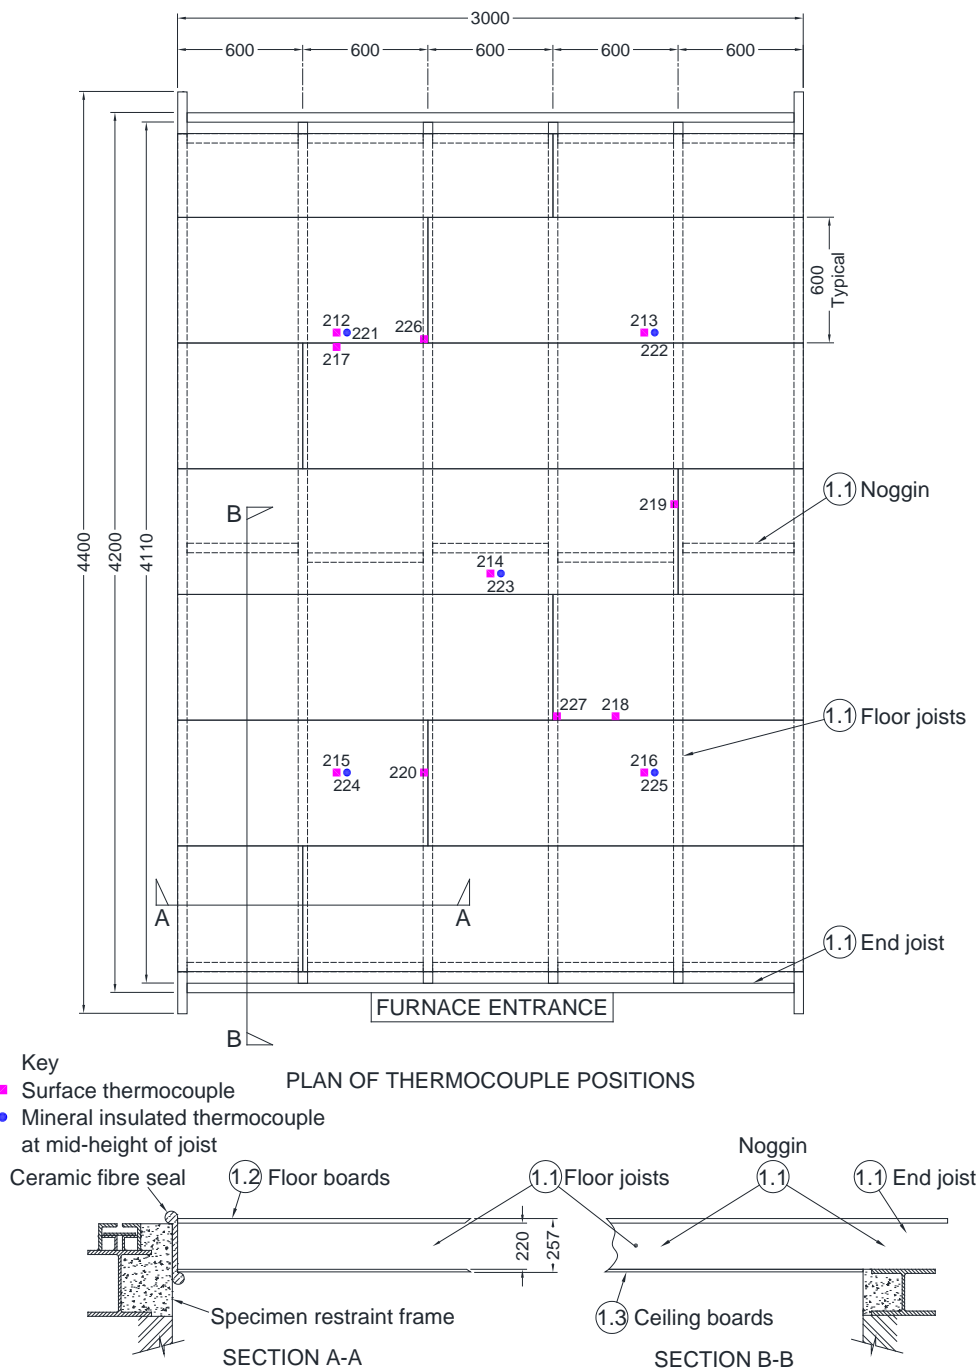 3000
600 600 600 600 600
4400
4200
4110
600
Typical
212
221
226
213
217
222
1.1 Noggin
219
B
214
223
227 218
1.1 Floor joists
215
220
216
224
225
A A
1.1 End joist
FURNACE ENTRANCE
B
Key
PLAN OF THERMOCOUPLE POSITIONS
Surface thermocouple
Mineral insulated thermocouple
at mid-height of joist
Noggin
Ceramic fibre seal
1.2 Floor boards
1.1 Floor joists
1.1
1.1 End joist
220
257
Specimen restraint frame
1.3 Ceiling boards
SECTION A-A
SECTION B-B